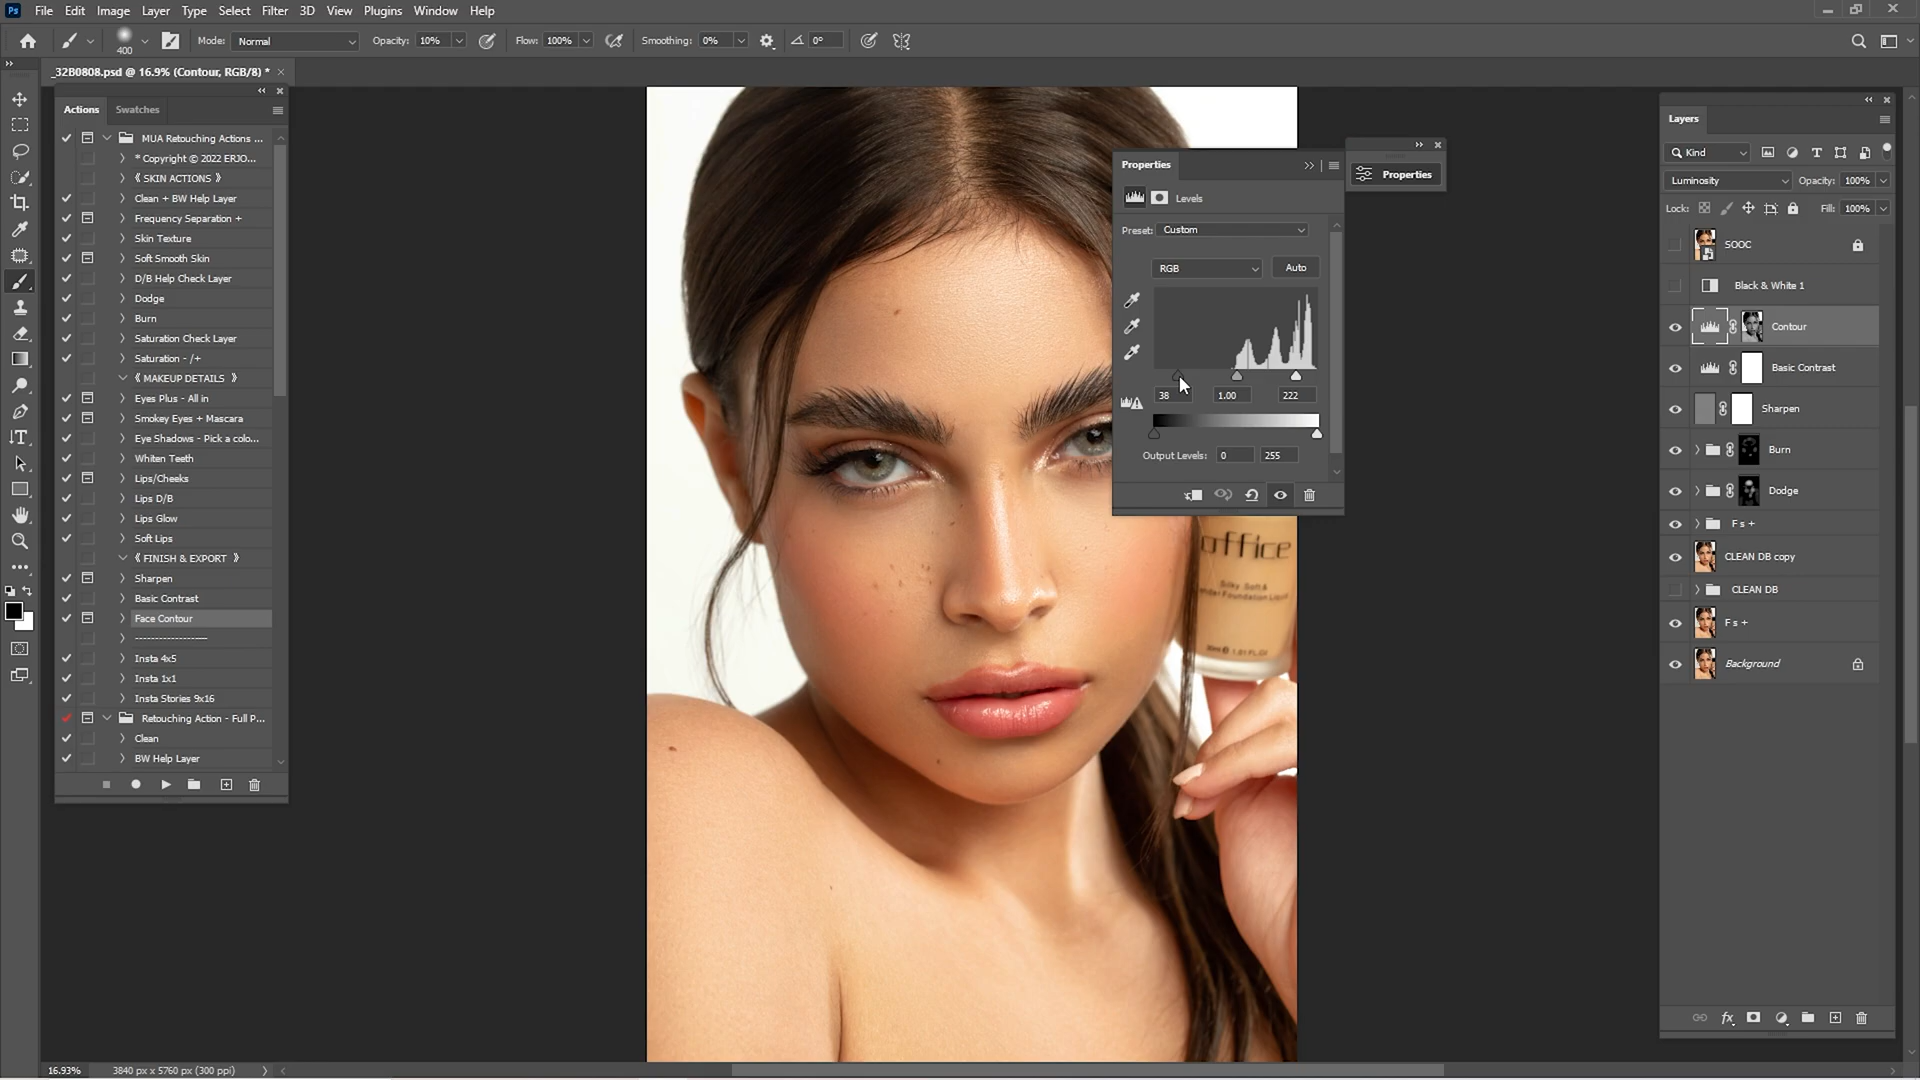 Ps File Edit Image Layer Type Select Filter 3D View Plugins Window Help
400 Mode: Normal Opacity: 10% Flow: 100% Smoothing: 0% 0°
_32B0808.psd @ 16.9% (Contour, RGB/8) * ×
Actions Swatches
MUA Retouching Actions ...
* Copyright © 2022 ERJO...
《 SKIN ACTIONS 》
Clean + BW Help Layer
Frequency Separation +
Skin Texture
Soft Smooth Skin
D/B Help Check Layer
Dodge
Burn
Saturation Check Layer
Saturation - /+
《 MAKEUP DETAILS 》
Eyes Plus - All in
Smokey Eyes + Mascara
Eye Shadows - Pick a colo...
Whiten Teeth
Lips/Cheeks
Lips D/B
Lips Glow
Soft Lips
《 FINISH & EXPORT 》
Sharpen
Basic Contrast
Face Contour
--------------------
Insta 4x5
Insta 1x1
Insta Stories 9x16
Retouching Action - Full P...
Clean
BW Help Layer
office
Silky Soft &
Foundation Liquid
Properties
Levels
Preset: Custom
RGB Auto
38 1.00 222
Output Levels: 0 255
Properties
Layers
Kind
Luminosity Opacity: 100%
Lock: Fill: 100%
SOOC
Black & White 1
Contour
Basic Contrast
Sharpen
Burn
Dodge
F s +
CLEAN DB copy
CLEAN DB
F s +
Background
fx
16.93% 3840 px x 5760 px (300 ppi)